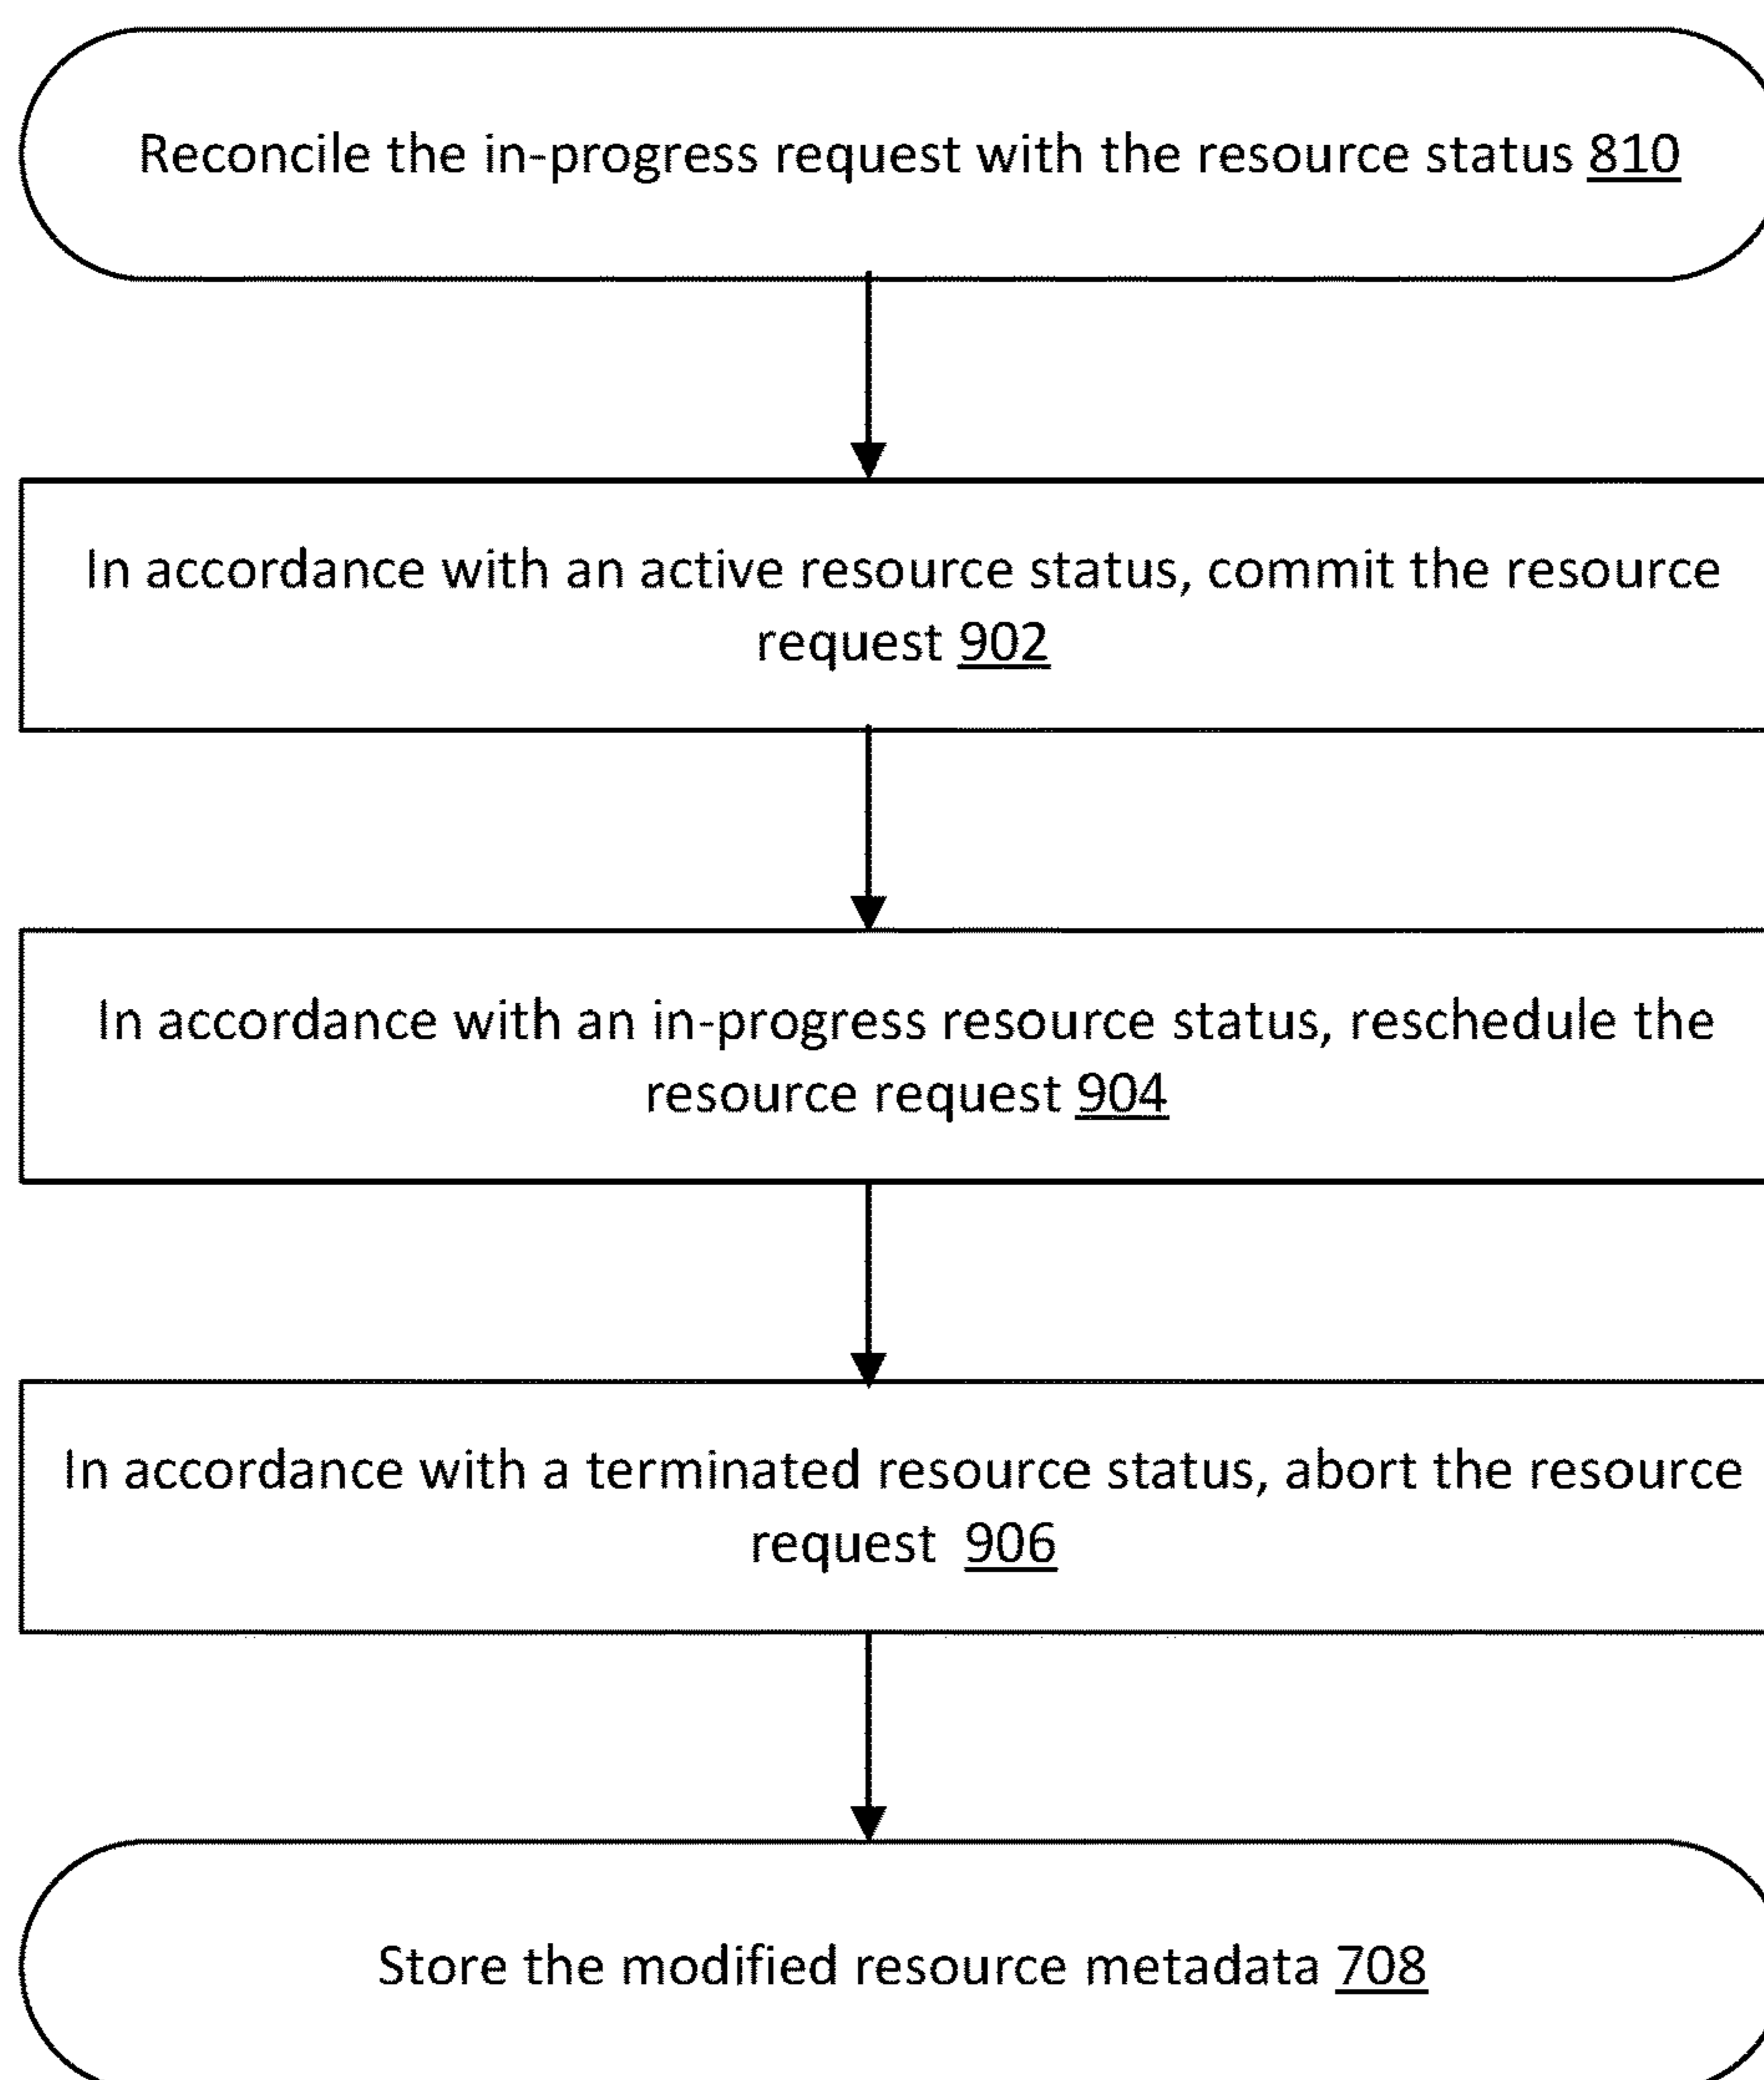 Reconcile the in-progress request with the resource status 810
In accordance with an active resource status, commit the resource
request 902
In accordance with an in-progress resource status, reschedule the
resource request 904
In accordance with a terminated resource status, abort the resource
request 906
Store the modified resource metadata 708